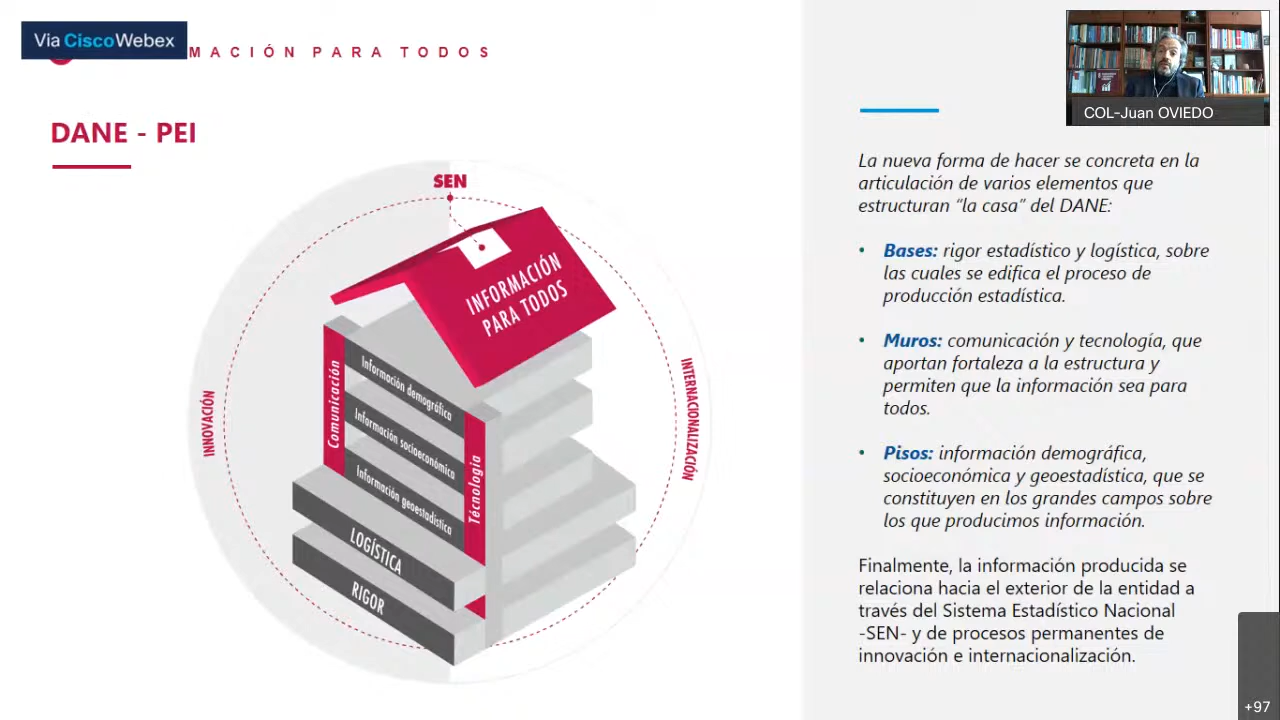 Vía CiscoWebex
MACIÓN PARA TODOS
COL-Juan OVIEDO
DANE - PEI
SEN
INFORMACIÓN
PARA TODOS
INNOVACIÓN
INTERNACIONALIZACIÓN
Comunicación
Información demográfica
Información socioeconómica
Información geoestadística
Técnologia
LOGÍSTICA
RIGOR
La nueva forma de hacer se concreta en la
articulación de varios elementos que
estructuran “la casa” del DANE:
• Bases: rigor estadístico y logística, sobre
las cuales se edifica el proceso de
producción estadística.
• Muros: comunicación y tecnología, que
aportan fortaleza a la estructura y
permiten que la información sea para
todos.
• Pisos: información demográfica,
socioeconómica y geoestadística, que se
constituyen en los grandes campos sobre
los que producimos información.
Finalmente, la información producida se
relaciona hacia el exterior de la entidad a
través del Sistema Estadístico Nacional
-SEN- y de procesos permanentes de
innovación e internacionalización.
+97